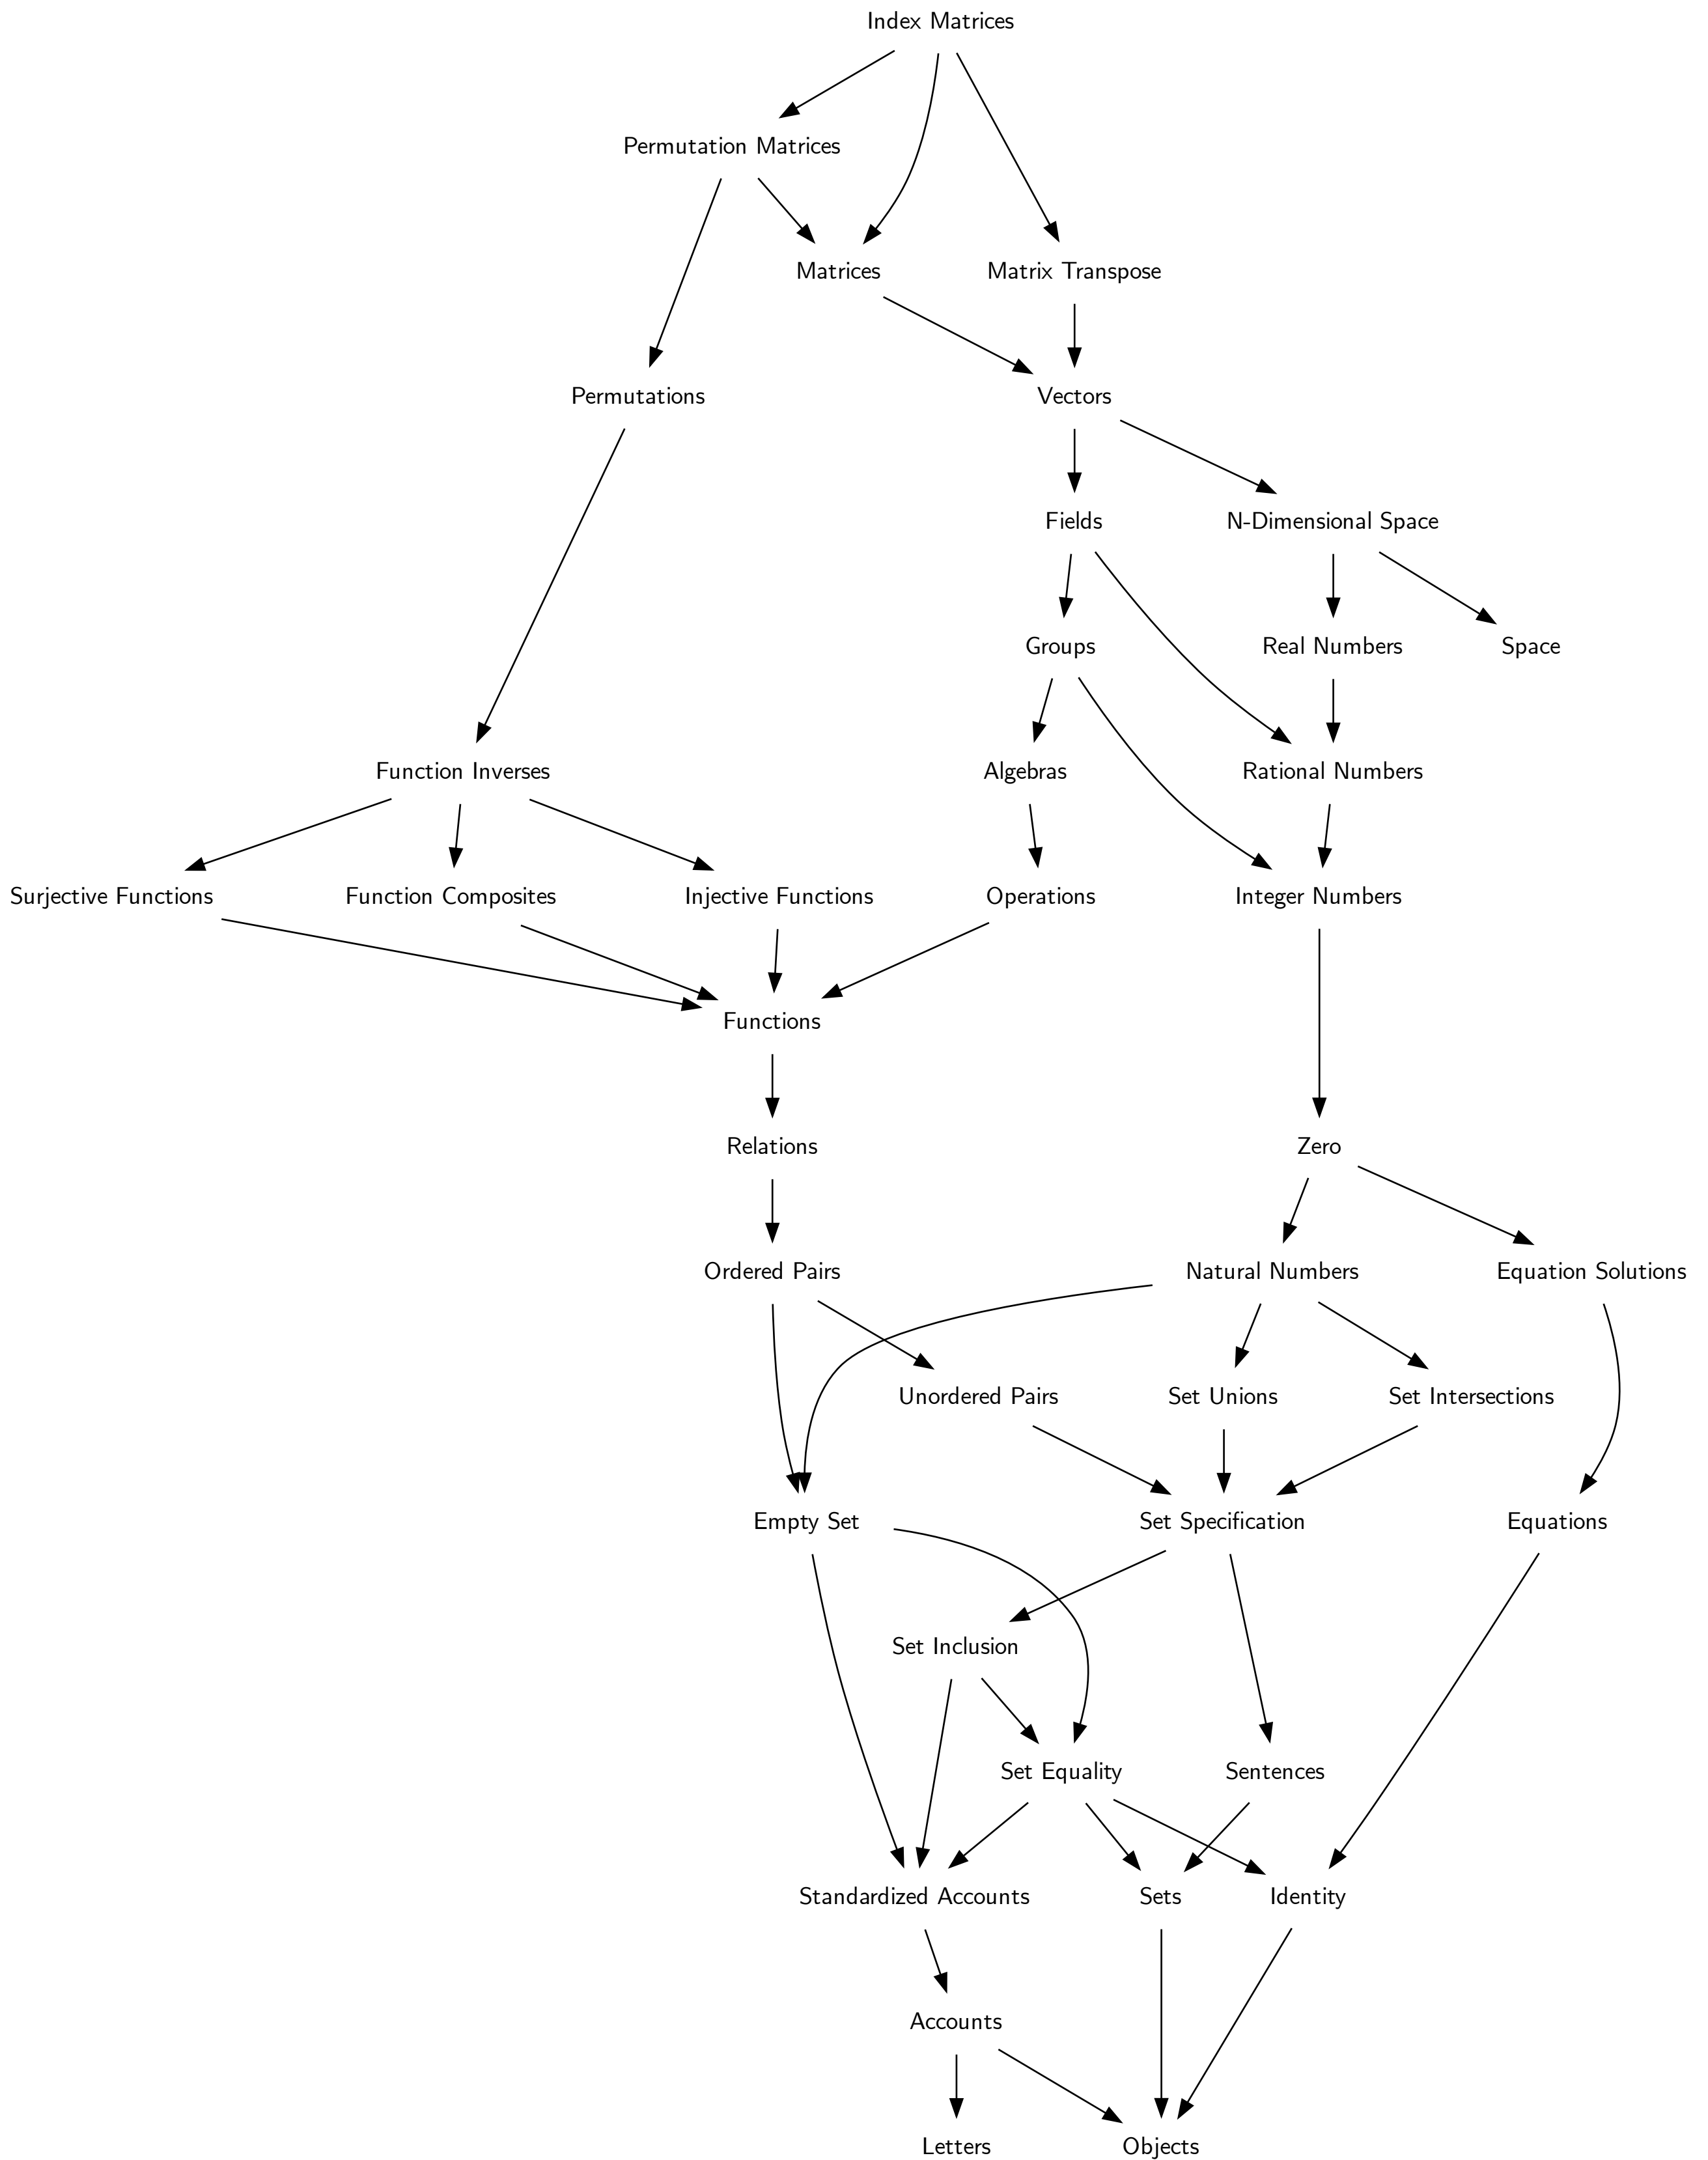 Index Matrices
Permutation Matrices
Matrices
Matrix Transpose
Permutations
Vectors
Fields
N-Dimensional Space
Groups
Real Numbers
Space
Function Inverses
Algebras
Rational Numbers
Surjective Functions
Function Composites
Injective Functions
Operations
Integer Numbers
Functions
Relations
Zero
Ordered Pairs
Natural Numbers
Equation Solutions
Unordered Pairs
Set Unions
Set Intersections
Empty Set
Set Specification
Equations
Set Inclusion
Set Equality
Sentences
Standardized Accounts
Sets
Identity
Accounts
Letters
Objects